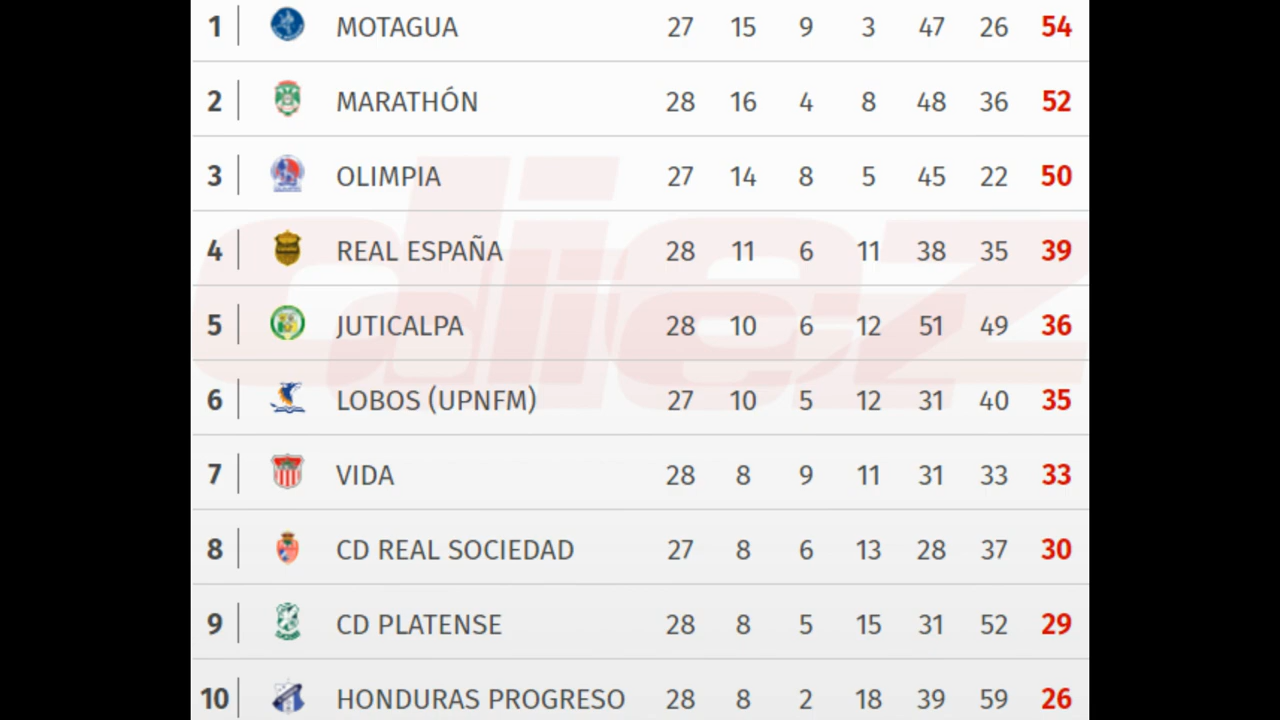 1 MOTAGUA 27 15 9 3 47 26 54
2 MARATHÓN 28 16 4 8 48 36 52
3 OLIMPIA 27 14 8 5 45 22 50
4 REAL ESPAÑA 28 11 6 11 38 35 39
5 JUTICALPA 28 10 6 12 51 49 36
6 LOBOS (UPNFM) 27 10 5 12 31 40 35
7 VIDA 28 8 9 11 31 33 33
8 CD REAL SOCIEDAD 27 8 6 13 28 37 30
9 CD PLATENSE 28 8 5 15 31 52 29
10 HONDURAS PROGRESO 28 8 2 18 39 59 26
diez